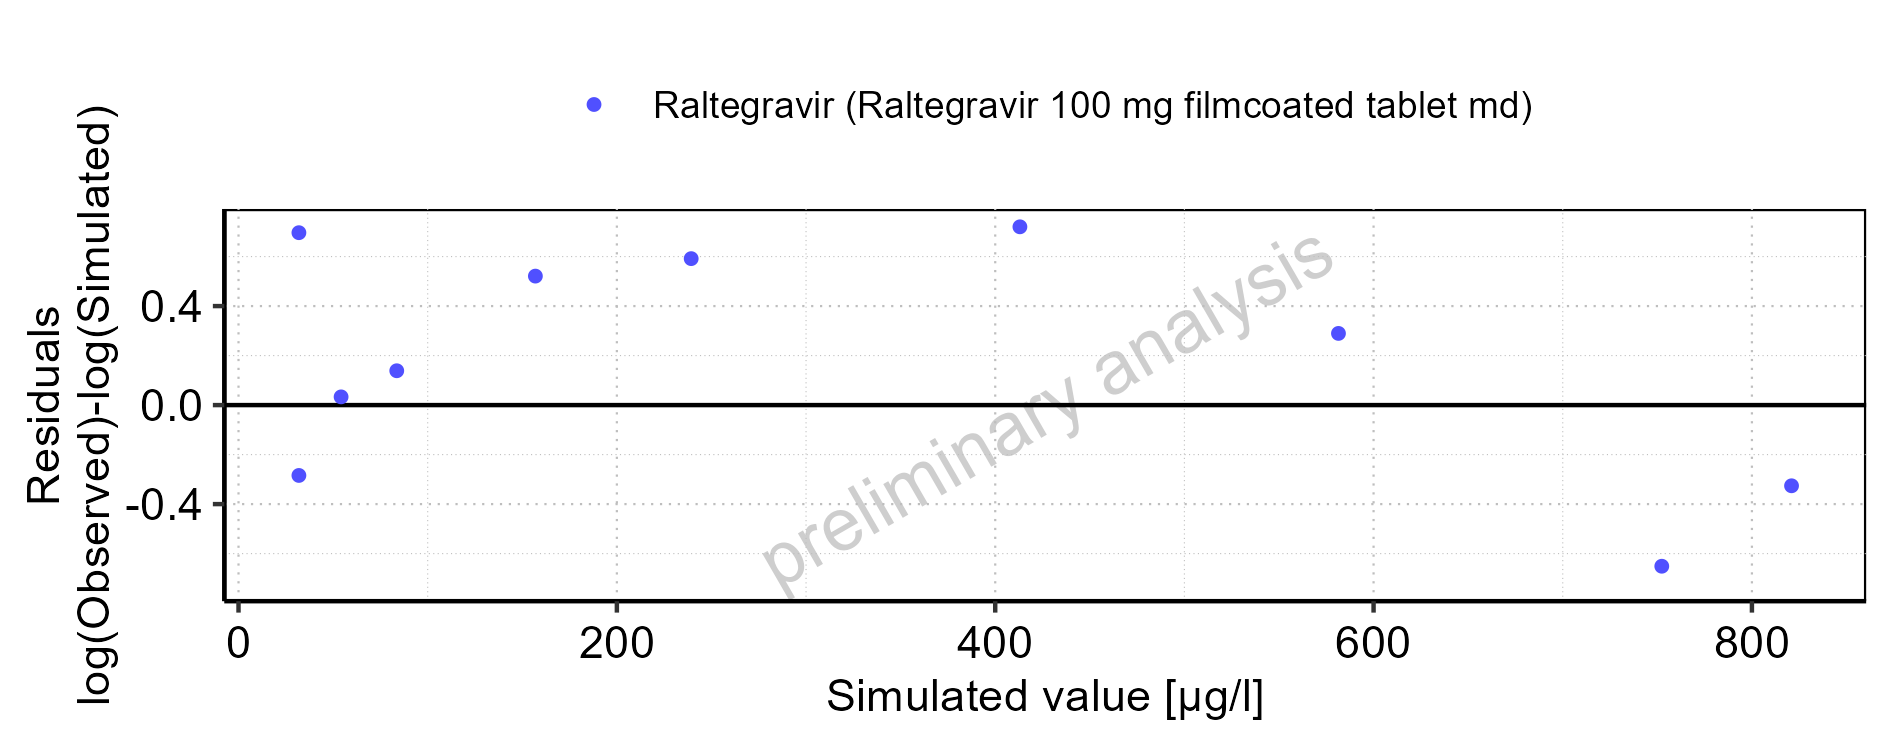 Raltegravir (Raltegravir 100 mg filmcoated tablet md)
Residuals
log(Observed)-log(Simulated)
0.4
0.0
-0.4
preliminary analysis
0 200 400 600 800
Simulated value [µg/l]